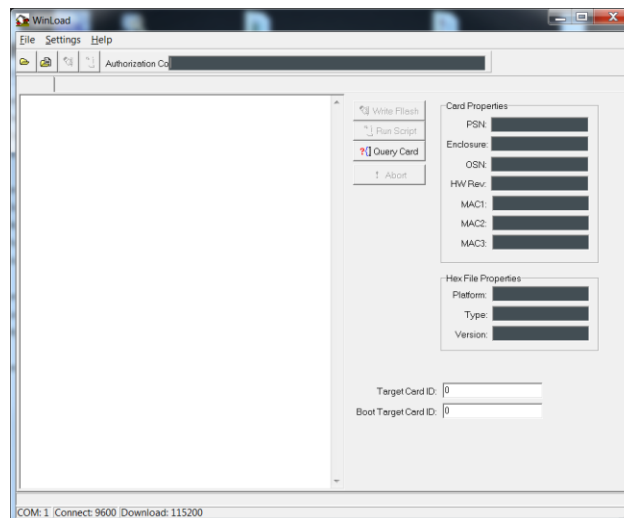 WinLoad
File Settings Help
Authorization Co
Write Fllash
Run Script
?{} Query Card
! Abort
Card Properties
PSN:
Enclosure:
OSN:
HW Rev:
MAC1:
MAC2:
MAC3:
Hex File Properties
Platform:
Type:
Version:
Target Card ID: 0
Boot Target Card ID: 0
COM: 1 Connect: 9600 Download: 115200